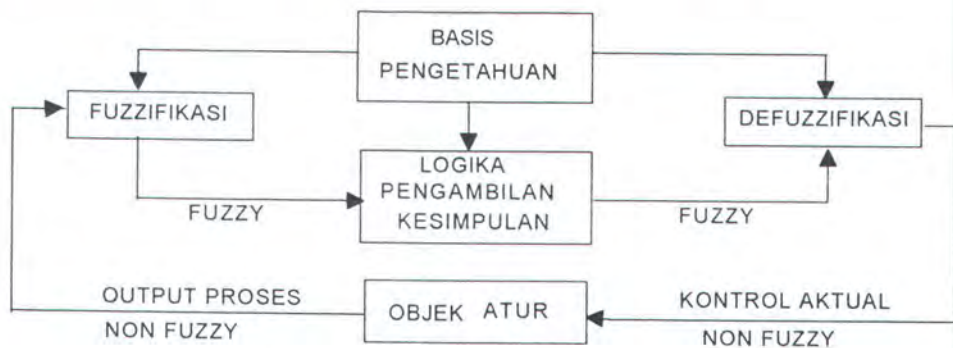 BASIS
PENGETAHUAN
FUZZIFIKASI
DEFUZZIFIKASI
LOGIKA
PENGAMBILAN
KESIMPULAN
FUZZY
FUZZY
OUTPUT PROSES
NON FUZZY
OBJEK ATUR
KONTROL AKTUAL
NON FUZZY